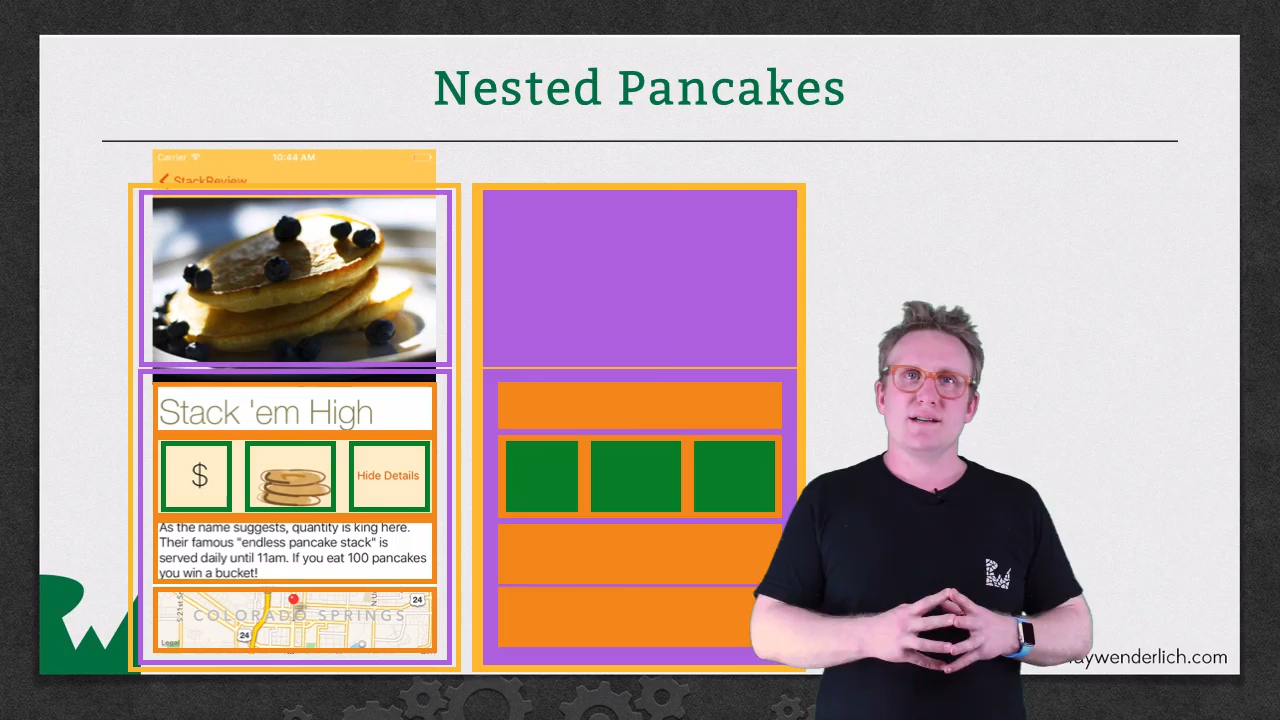 Nested Pancakes
Carrier 10:44 AM
StackReview
Stack 'em High
$
Hide Details
As the name suggests, quantity is king here.
Their famous "endless pancake stack" is
served daily until 11am. If you eat 100 pancakes
you win a bucket!
24
COLORADO SPRINGS
24
Legal
raywenderlich.com